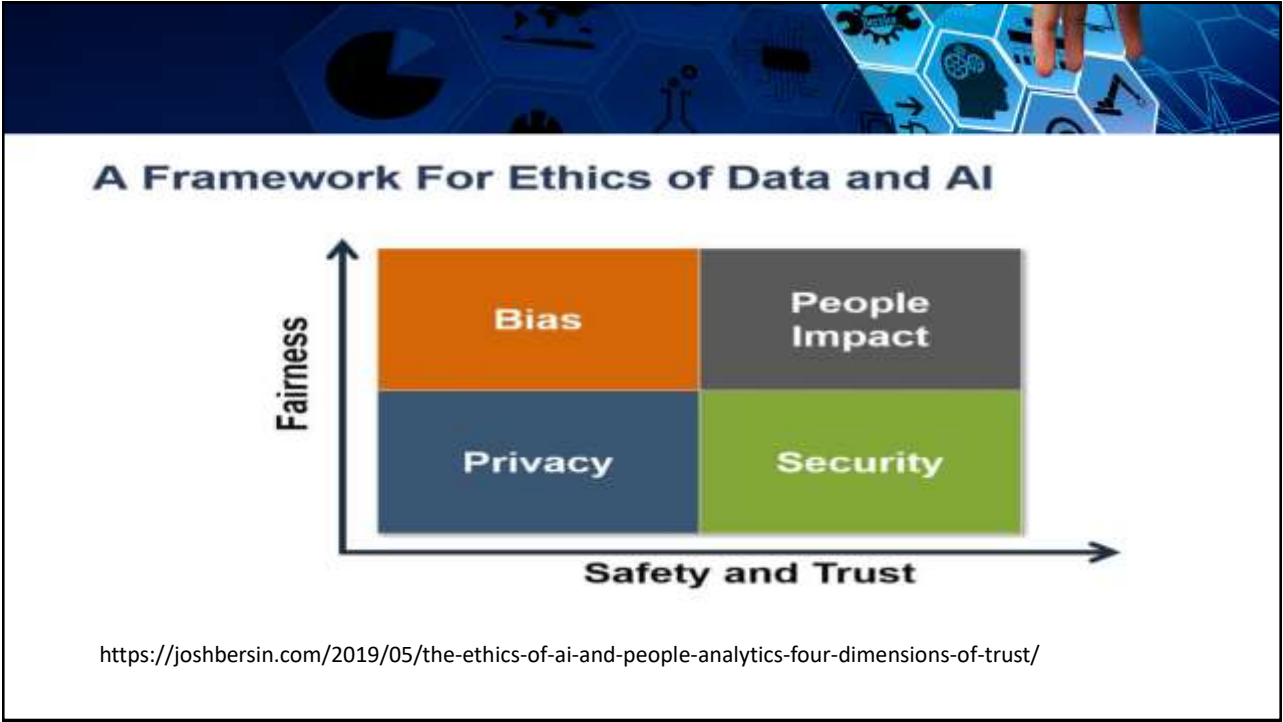 Service
A Framework For Ethics of Data and AI
Fairness
Bias
People
Impact
Privacy
Security
Safety and Trust
https://joshbersin.com/2019/05/the-ethics-of-ai-and-people-analytics-four-dimensions-of-trust/